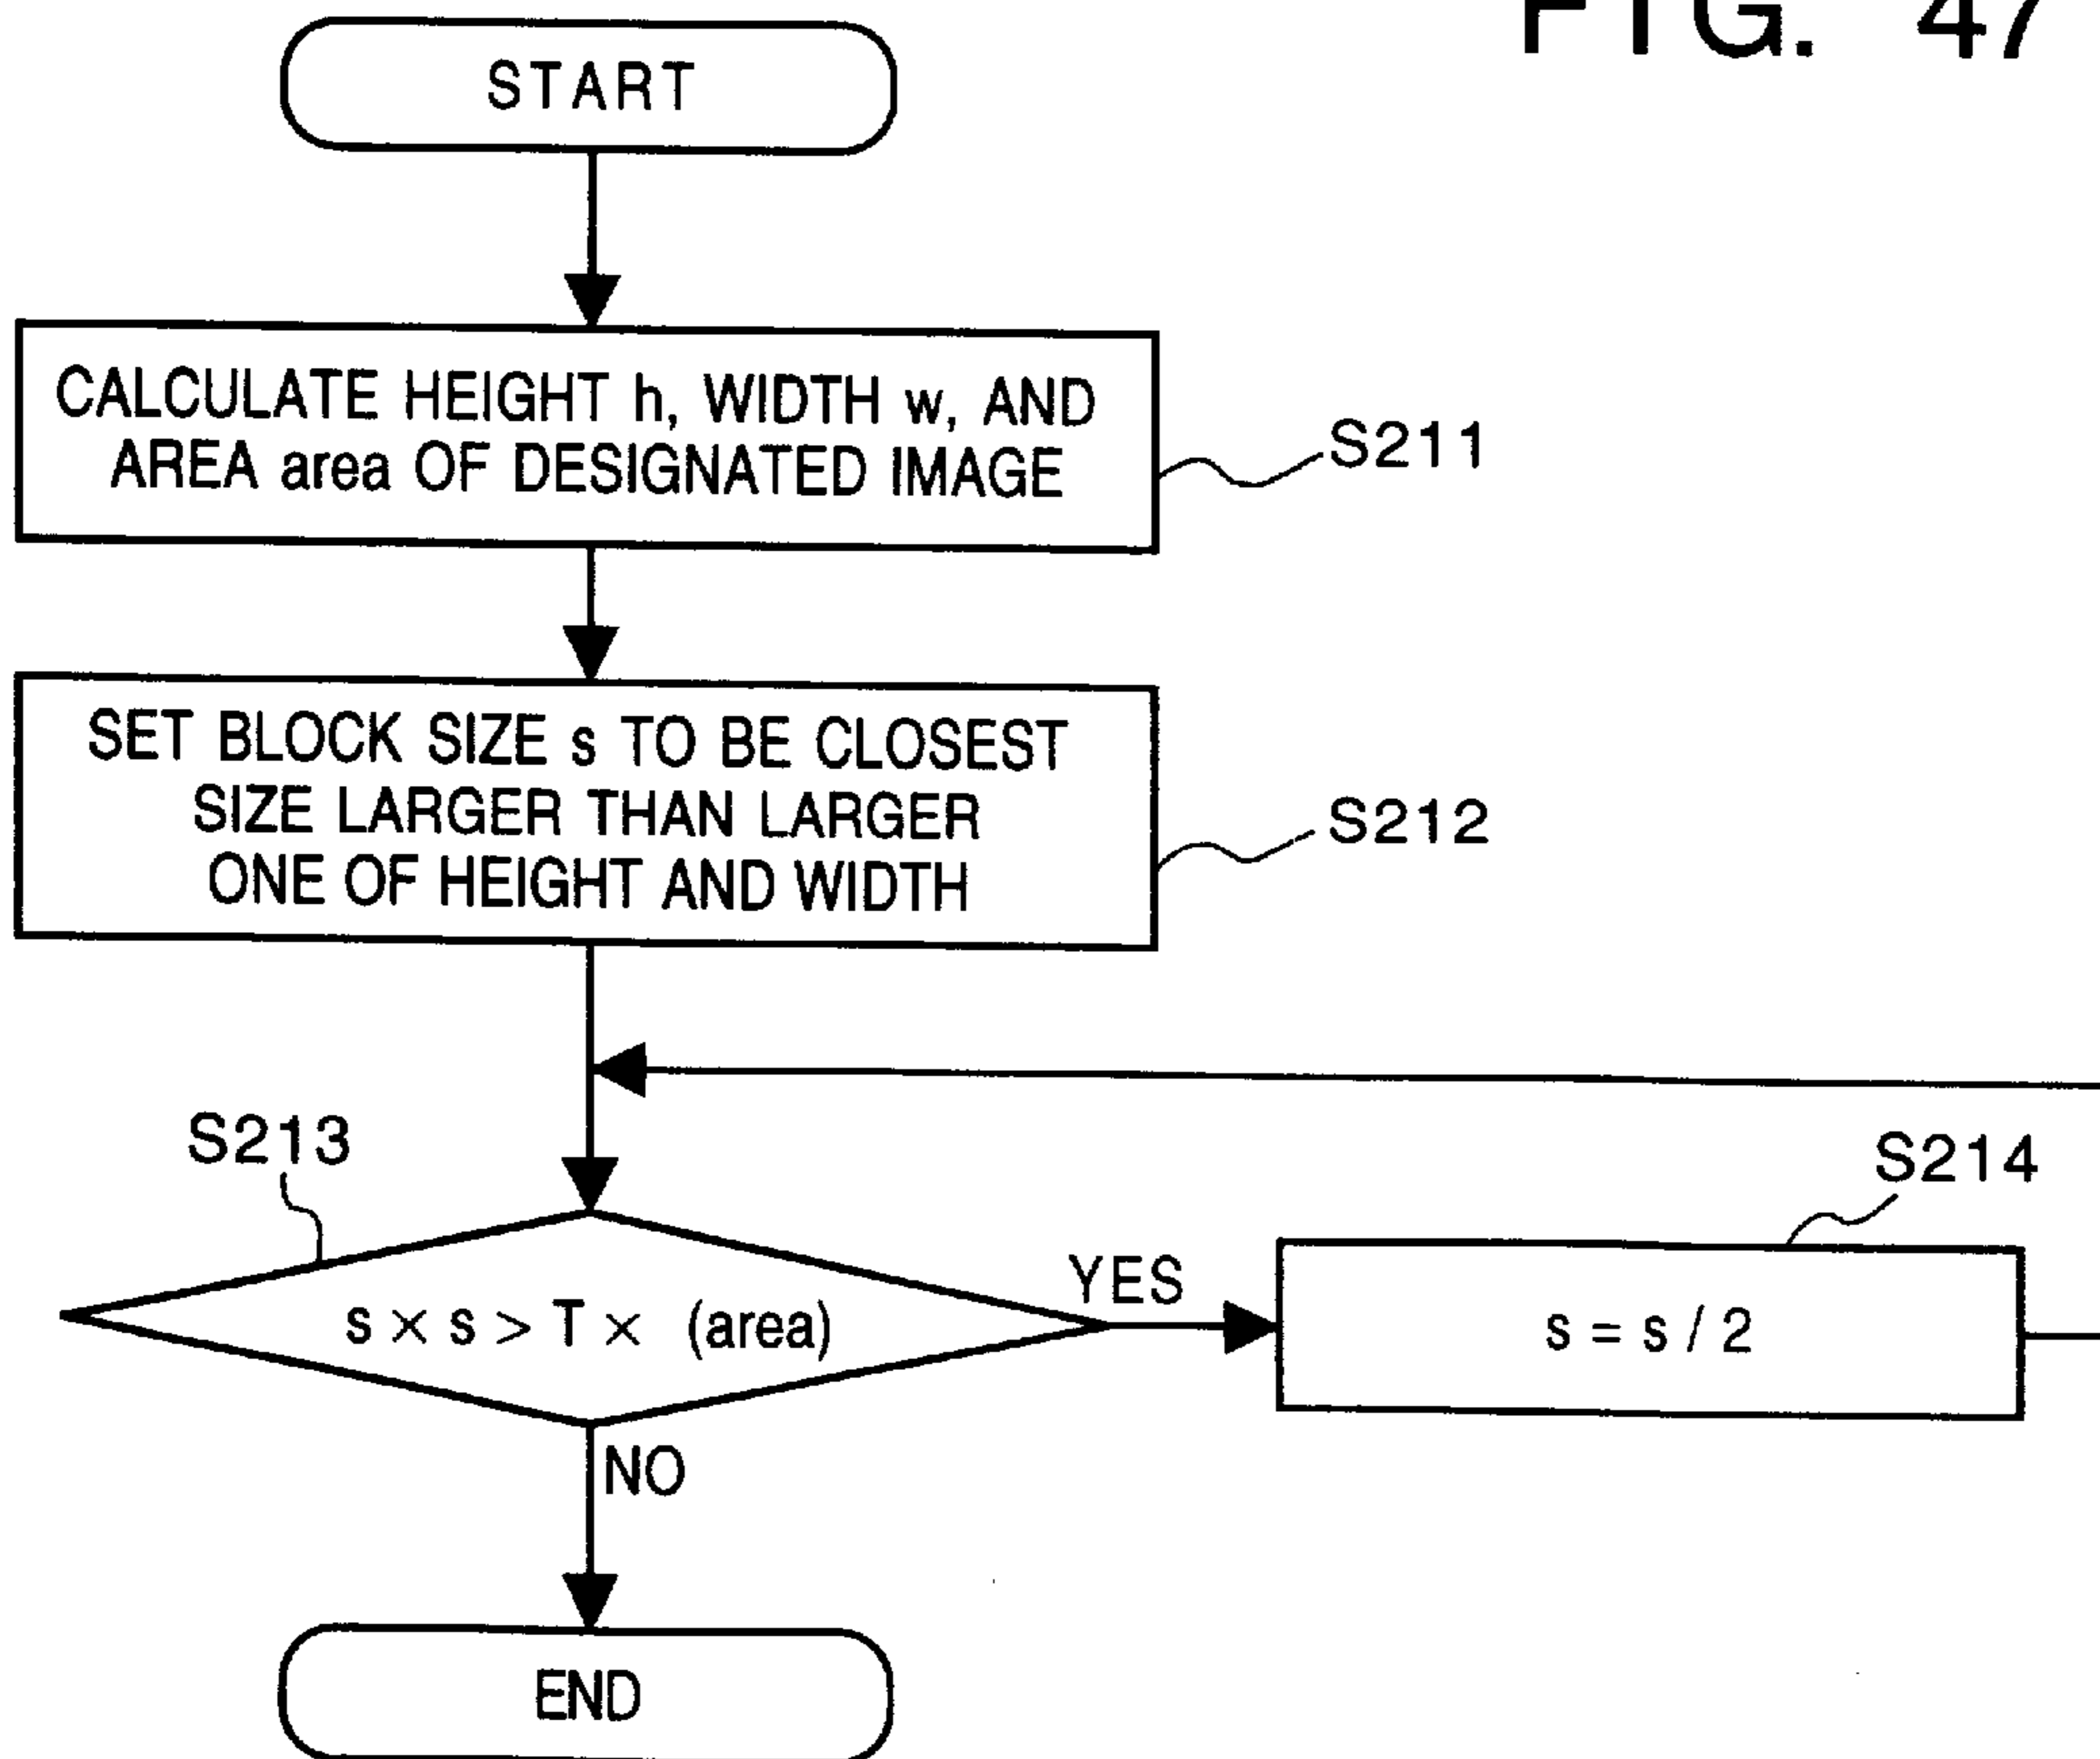 FIG. 47
START
CALCULATE HEIGHT h, WIDTH w, AND
AREA area OF DESIGNATED IMAGE
S211
SET BLOCK SIZE s TO BE CLOSEST
SIZE LARGER THAN LARGER
ONE OF HEIGHT AND WIDTH
S212
S213
S214
s × s > T × (area)
YES
s = s / 2
NO
END